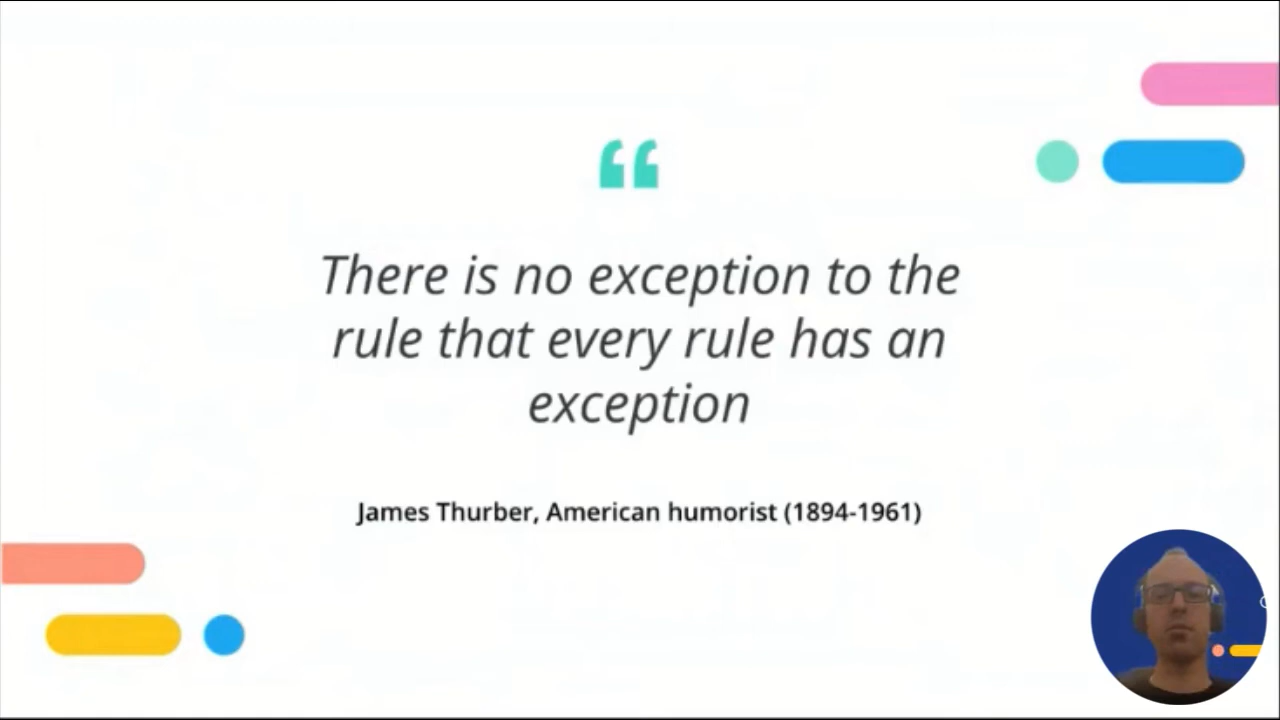 There is no exception to the
rule that every rule has an
exception
James Thurber, American humorist (1894-1961)